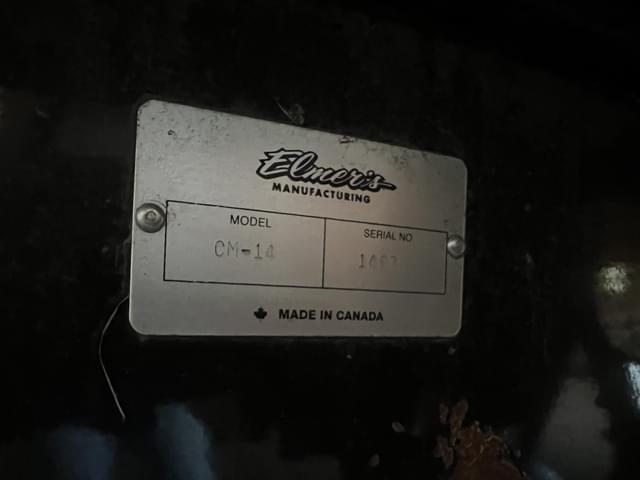 Elmer's
MANUFACTURING
MODEL
SERIAL NO
CM-14
MADE IN CANADA